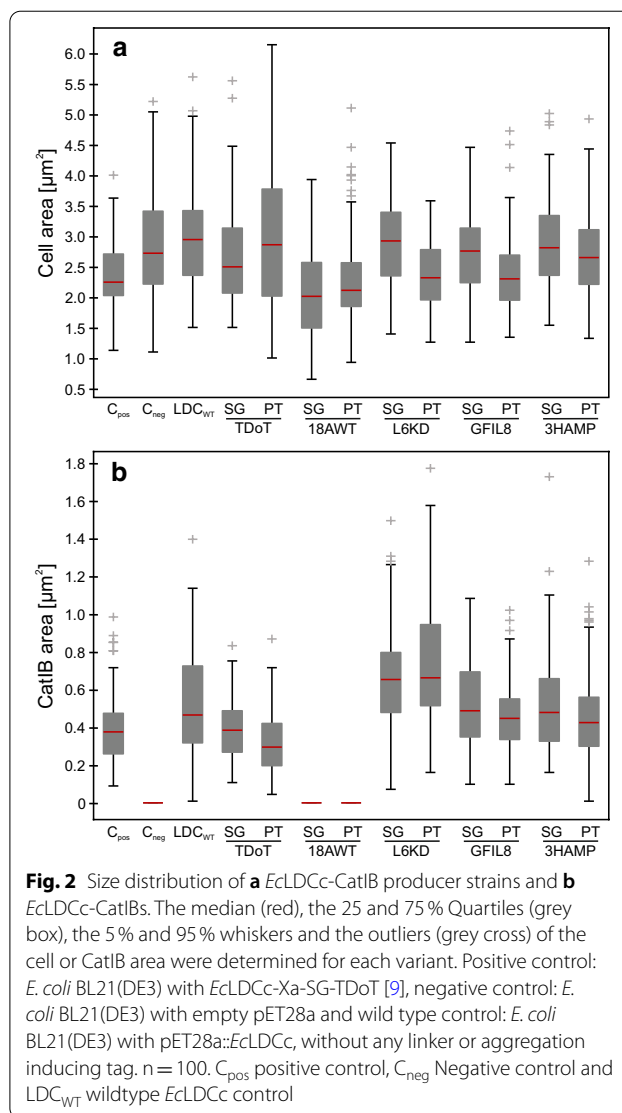 a
Cell area [µm²]
6.0
5.5
5.0
4.5
4.0
3.5
3.0
2.5
2.0
1.5
1.0
0.5
Cpos Cneg LDCWT SG PT SG PT SG PT SG PT SG PT
TDoT 18AWT L6KD GFIL8 3HAMP
b
CatIB area [µm²]
1.8
1.6
1.4
1.2
1.0
0.8
0.6
0.4
0.2
0
Cpos Cneg LDCWT SG PT SG PT SG PT SG PT SG PT
TDoT 18AWT L6KD GFIL8 3HAMP
Fig. 2 Size distribution of a EcLDCc-CatIB producer strains and b
EcLDCc-CatIBs. The median (red), the 25 and 75% Quartiles (grey
box), the 5% and 95% whiskers and the outliers (grey cross) of the
cell or CatIB area were determined for each variant. Positive control:
E. coli BL21(DE3) with EcLDCc-Xa-SG-TDoT [9], negative control: E.
coli BL21(DE3) with empty pET28a and wild type control: E. coli
BL21(DE3) with pET28a::EcLDCc, without any linker or aggregation
inducing tag. n = 100. Cpos positive control, Cneg Negative control and
LDCWT wildtype EcLDCc control